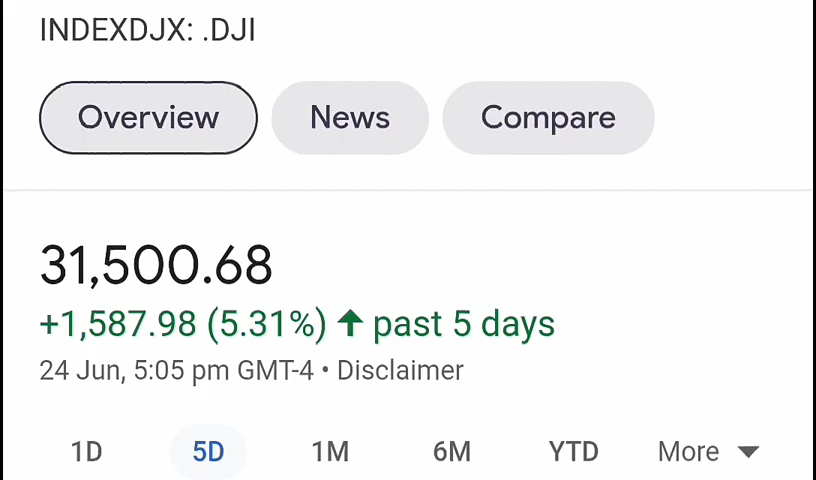 INDEXDJX: .DJI
Overview News Compare
31,500.68
+1,587.98 (5.31%) ↑ past 5 days
24 Jun, 5:05 pm GMT-4 • Disclaimer
1D 5D 1M 6M YTD More